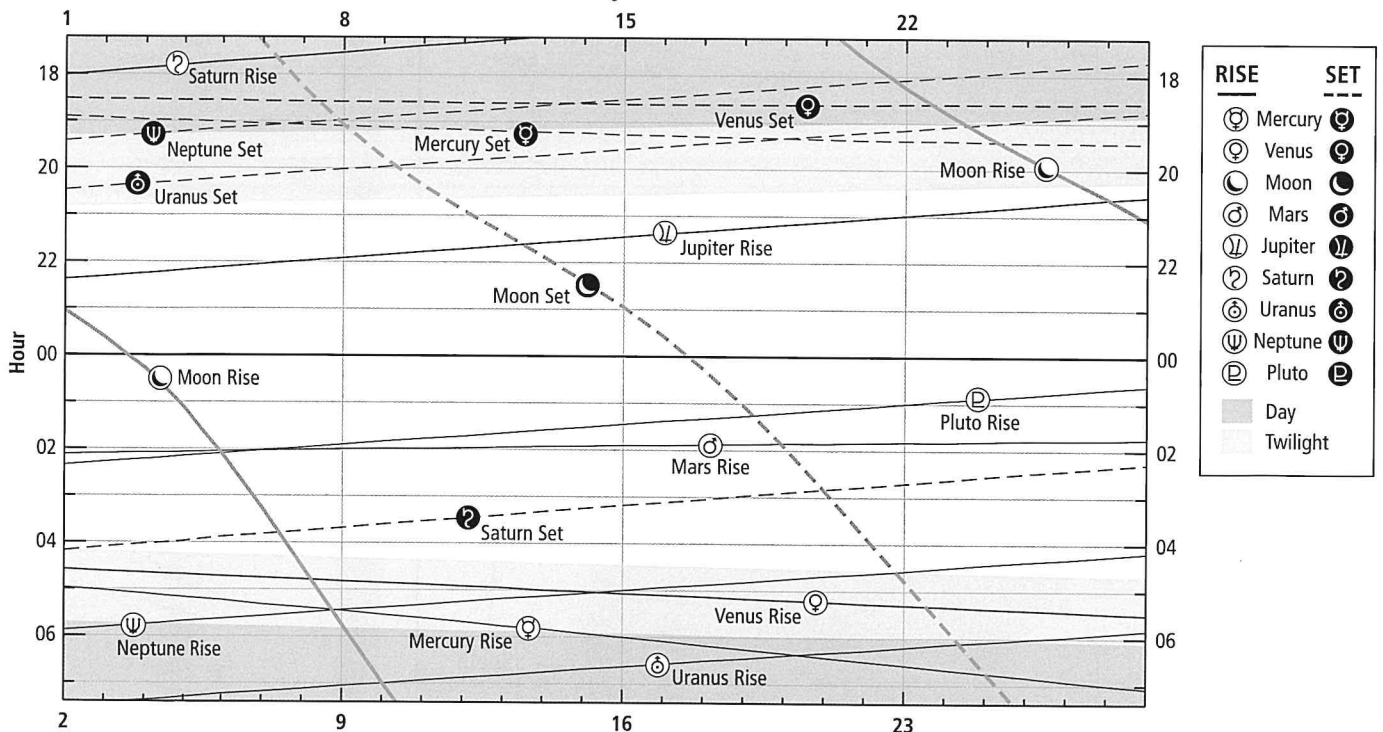 1 8 15 22
18 Saturn Rise 18
Venus Set
Neptune Set Mercury Set
20 Moon Rise 20
Uranus Set
Jupiter Rise
22 22
Moon Set
Hour
00 00
Moon Rise
Pluto Rise
02 02
Mars Rise
Saturn Set
04 04
Venus Rise
06 Neptune Rise Mercury Rise 06
Uranus Rise
2 9 16 23
RISE SET
Mercury
Venus
Moon
Mars
Jupiter
Saturn
Uranus
Neptune
Pluto
Day
Twilight